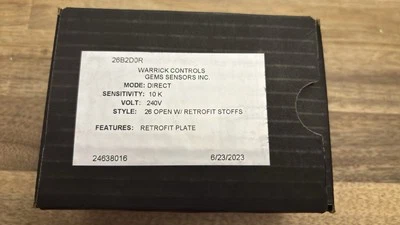 26B2D0R
WARRICK CONTROLS
GEMS SENSORS INC.
MODE: DIRECT
SENSITIVITY: 10 K
VOLT: 240V
STYLE: 26 OPEN W/ RETROFIT STOFFS
FEATURES: RETROFIT PLATE
24638016 6/23/2023